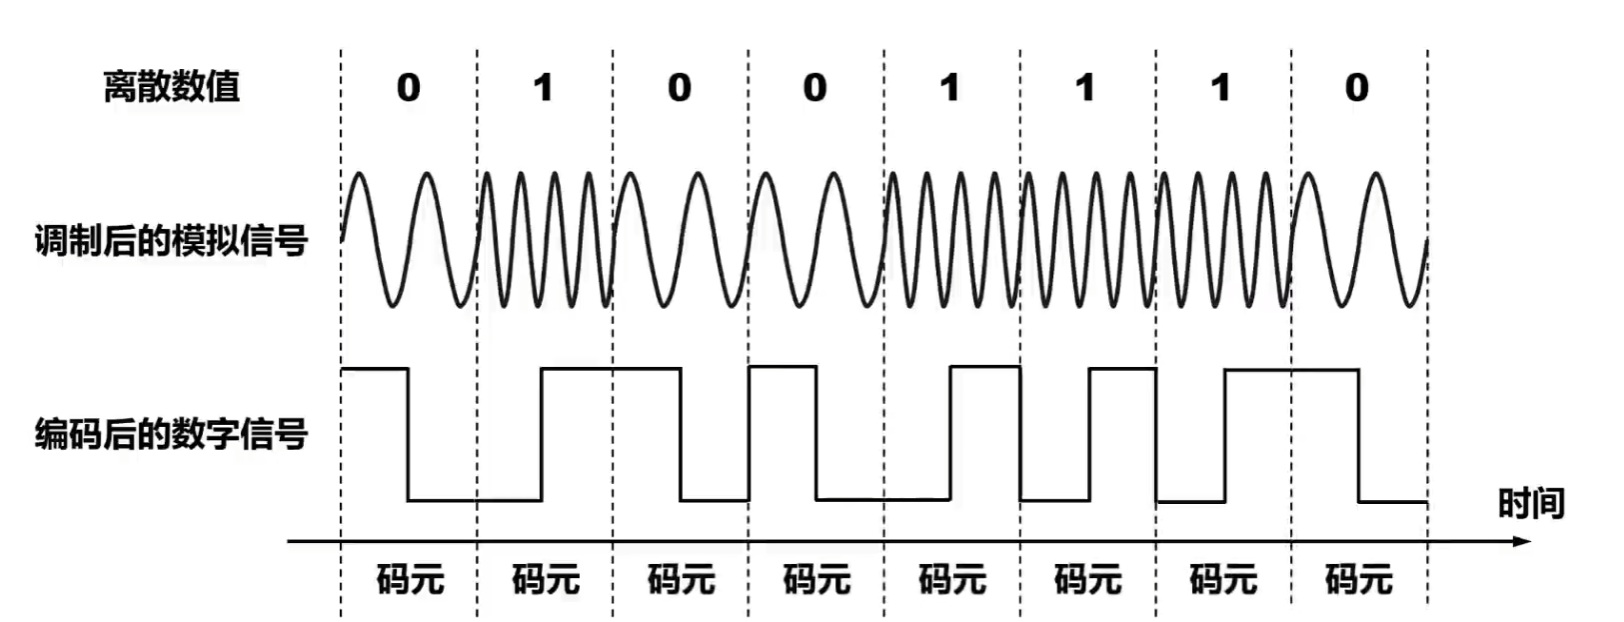 离散数值 0 1 0 0 1 1 1 0
调制后的模拟信号
编码后的数字信号
时间
码元 码元 码元 码元 码元 码元 码元 码元